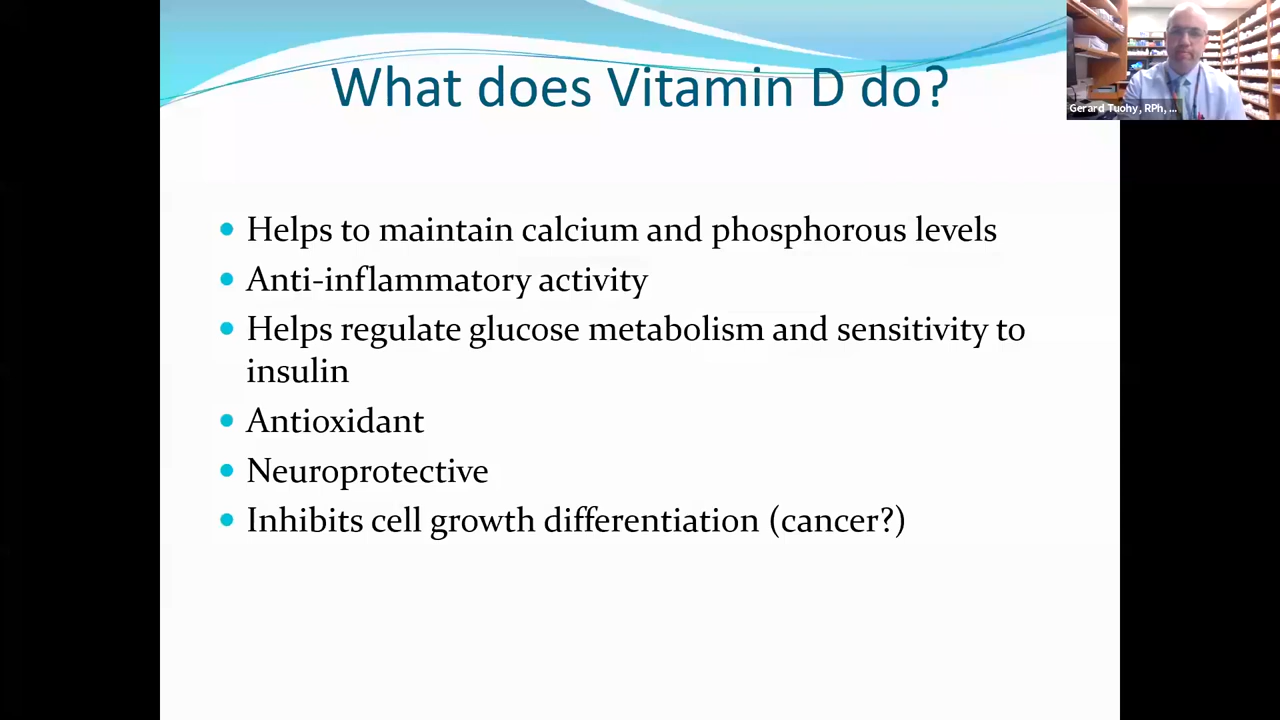 What does Vitamin D do?
Gerard Tuohy, RPh, ...
Helps to maintain calcium and phosphorous levels
Anti-inflammatory activity
Helps regulate glucose metabolism and sensitivity to
insulin
Antioxidant
Neuroprotective
Inhibits cell growth differentiation (cancer?)